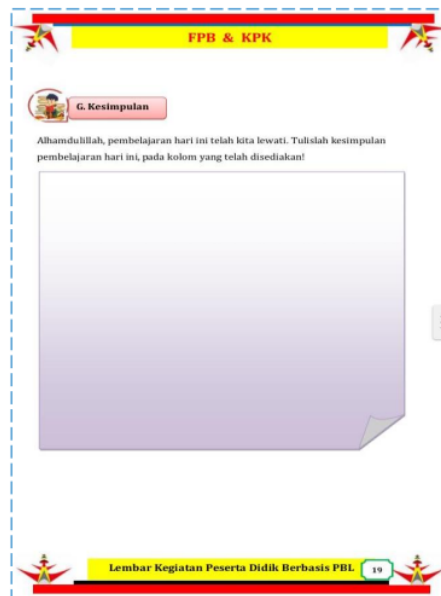 FPB & KPK
G. Kesimpulan
Alhamdulillah, pembelajaran hari ini telah kita lewati. Tulislah kesimpulan
pembelajaran hari ini, pada kolom yang telah disediakan!
Lembar Kegiatan Peserta Didik Berbasis PBL
19